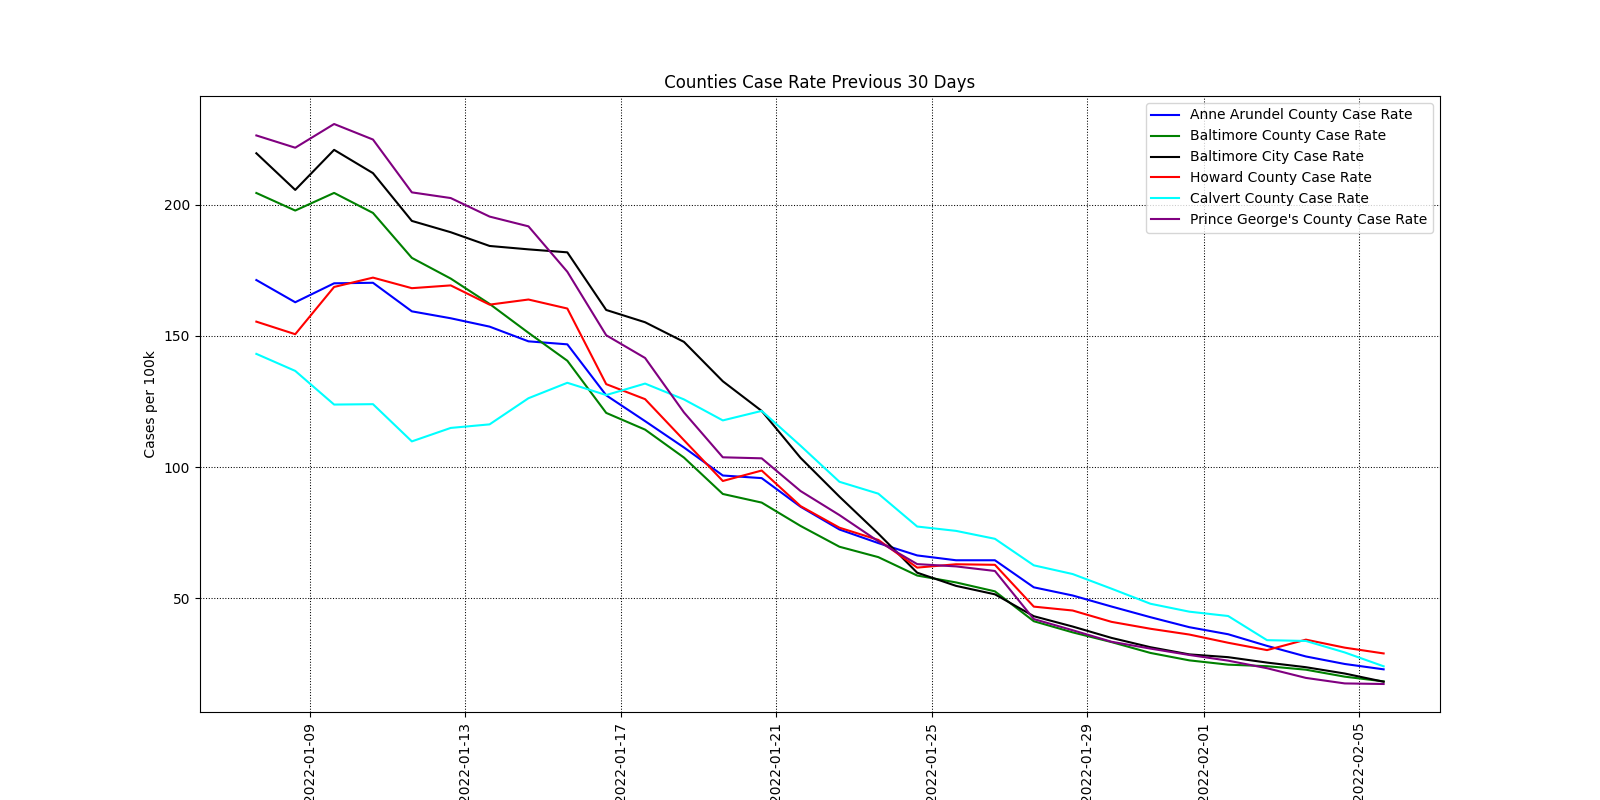 Counties Case Rate Previous 30 Days
Anne Arundel County Case Rate
Baltimore County Case Rate
Baltimore City Case Rate
Howard County Case Rate
Calvert County Case Rate
Prince George's County Case Rate
Cases per 100k
200
150
100
50
2022-01-09
2022-01-13
2022-01-17
2022-01-21
2022-01-25
2022-01-29
2022-02-01
2022-02-05